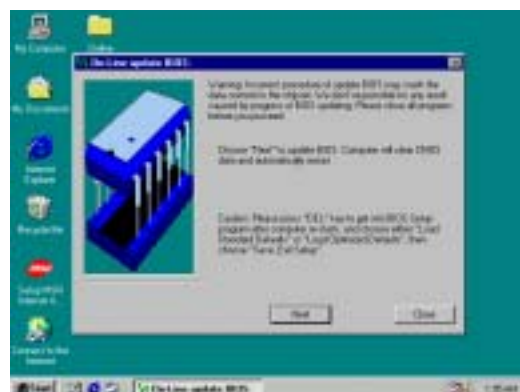 My Computer
Online
On-Line update BIOS
Warning: Incorrect procedure of update BIOS may crash the
data stored in the chipset. We don't responsible for any result
caused by progress of BIOS updating. Please close all program
before you proceed.
My Documents
Choose "Next" to update BIOS. Computer will clear CMOS
data and automatically restart.
Internet
Explorer
Recycle Bin
Caution: Please press "DEL" key to get into BIOS Setup
program after computer re-starts, and choose either "Load
Standard Defaults" or "Load Optimized Defaults", then
choose "Save Exit Setup".
Setup MSN
Internet A...
Next
Close
Connect to the
Internet
Start
On-Line update BIOS